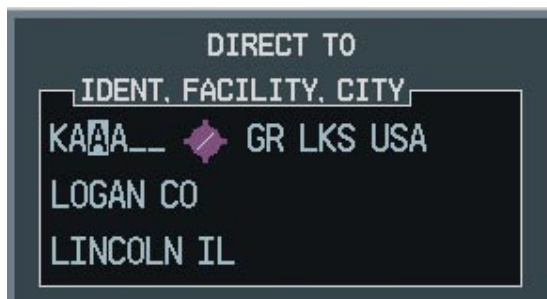 DIRECT TO
IDENT, FACILITY, CITY
KAAA__ GR LKS USA
LOGAN CO
LINCOLN IL